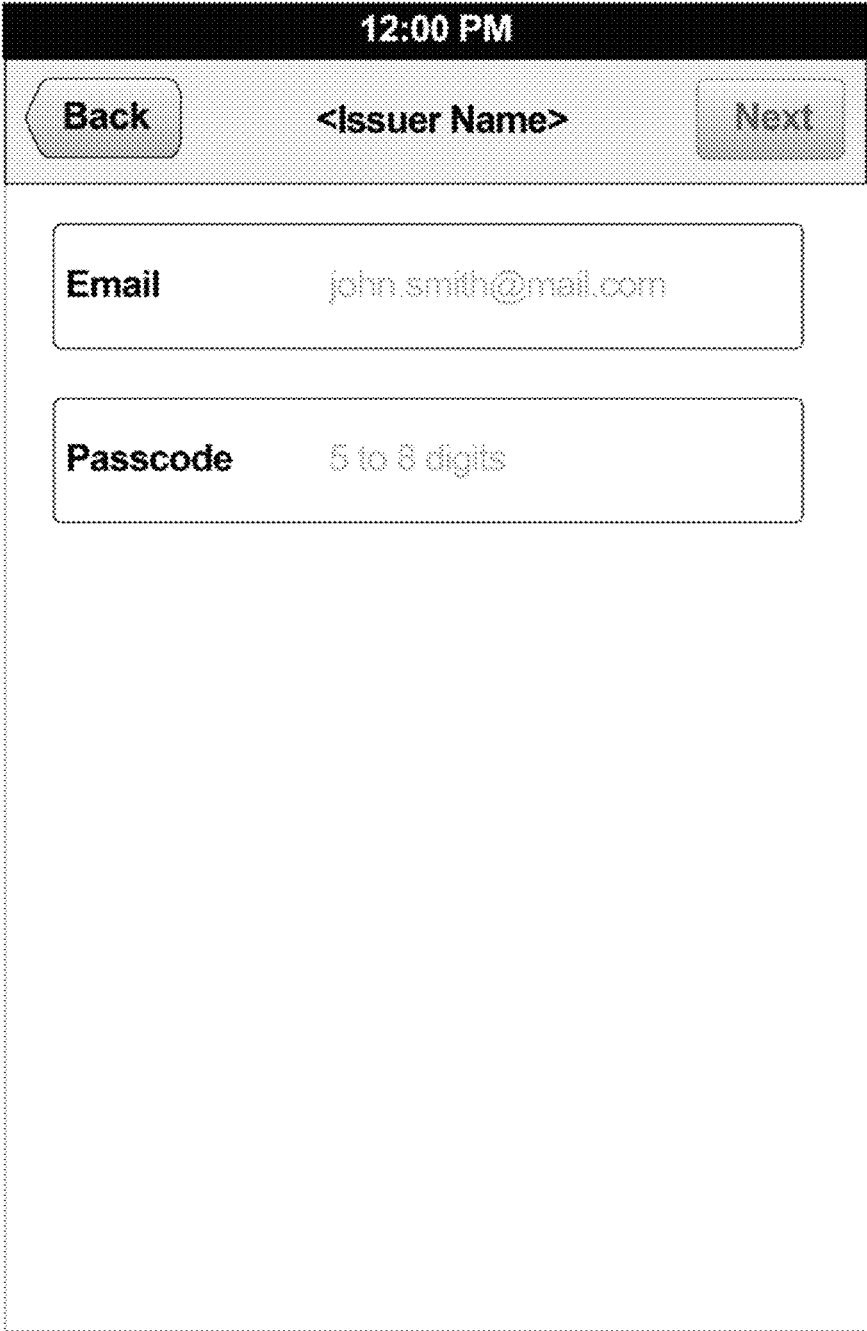 12:00 PM
Back <Issuer Name> Next
Email john.smith@mail.com
Passcode 5 to 8 digits